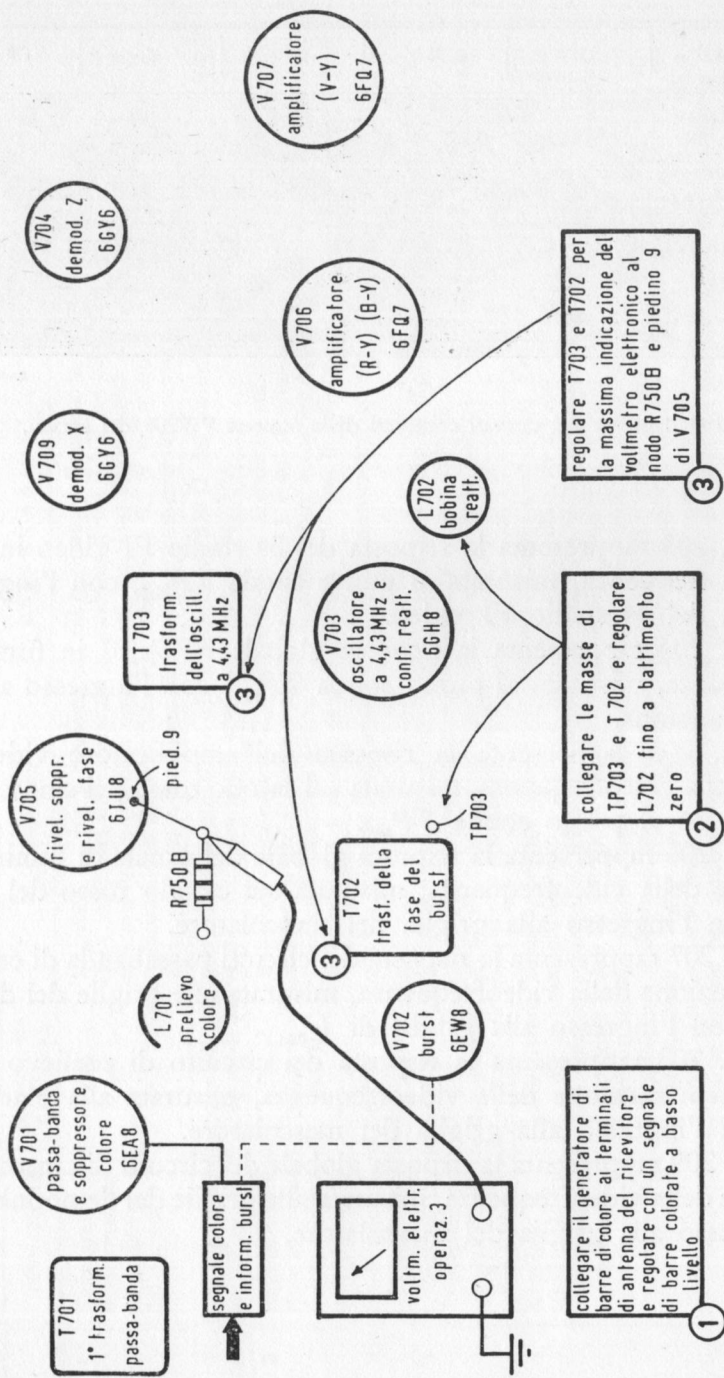 T701
1° trasform.
passa-banda
V701
passa-banda
e soppressore
colore
6EA8
L701
prelievo
colore
V705
rivel. soppr.
e rivel. fase
6JU8
pied. 9
R750B
V709
demod. X
6GY6
V704
demod. Z
6GY6
segnale colore
e inform. burst
T703
trasform.
dell'oscill.
a 4,43 MHz
3
V706
amplificatore
(R-Y) (B-Y)
6FQ7
V707
amplificalore
(V-Y)
6FQ7
V703
oscillatore
a 4,43 MHz
contr. realt.
6GH8
voltm. elettr.
operaz. 3
V702
burst
6EW8
3
T702
trasf. della
fase del
burst
TP703
L702
bobina
realt.
1
collegare il generatore di
barre di colore ai terminali
di antenna del ricevitore
e regolare con un segnale
di barre colorate a basso
livello
2
collegare le massa di
TP703 a T702 e regolare
L702 fino a battimento
zero
3
regolare T703 e T702 per
la massima indicazione del
voltmetro elettronico al
nodo R750B e piedino 9
di V705